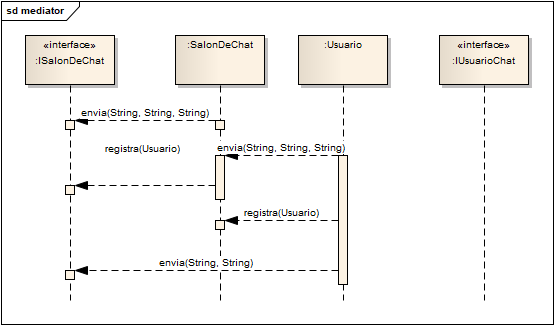 sd mediator
«interface»
:ISalonDeChat
:SalonDeChat
:Usuario
«interface»
:IUsuarioChat
envia(String, String, String)
registra(Usuario)
envia(String, String, String)
registra(Usuario)
envia(String, String)